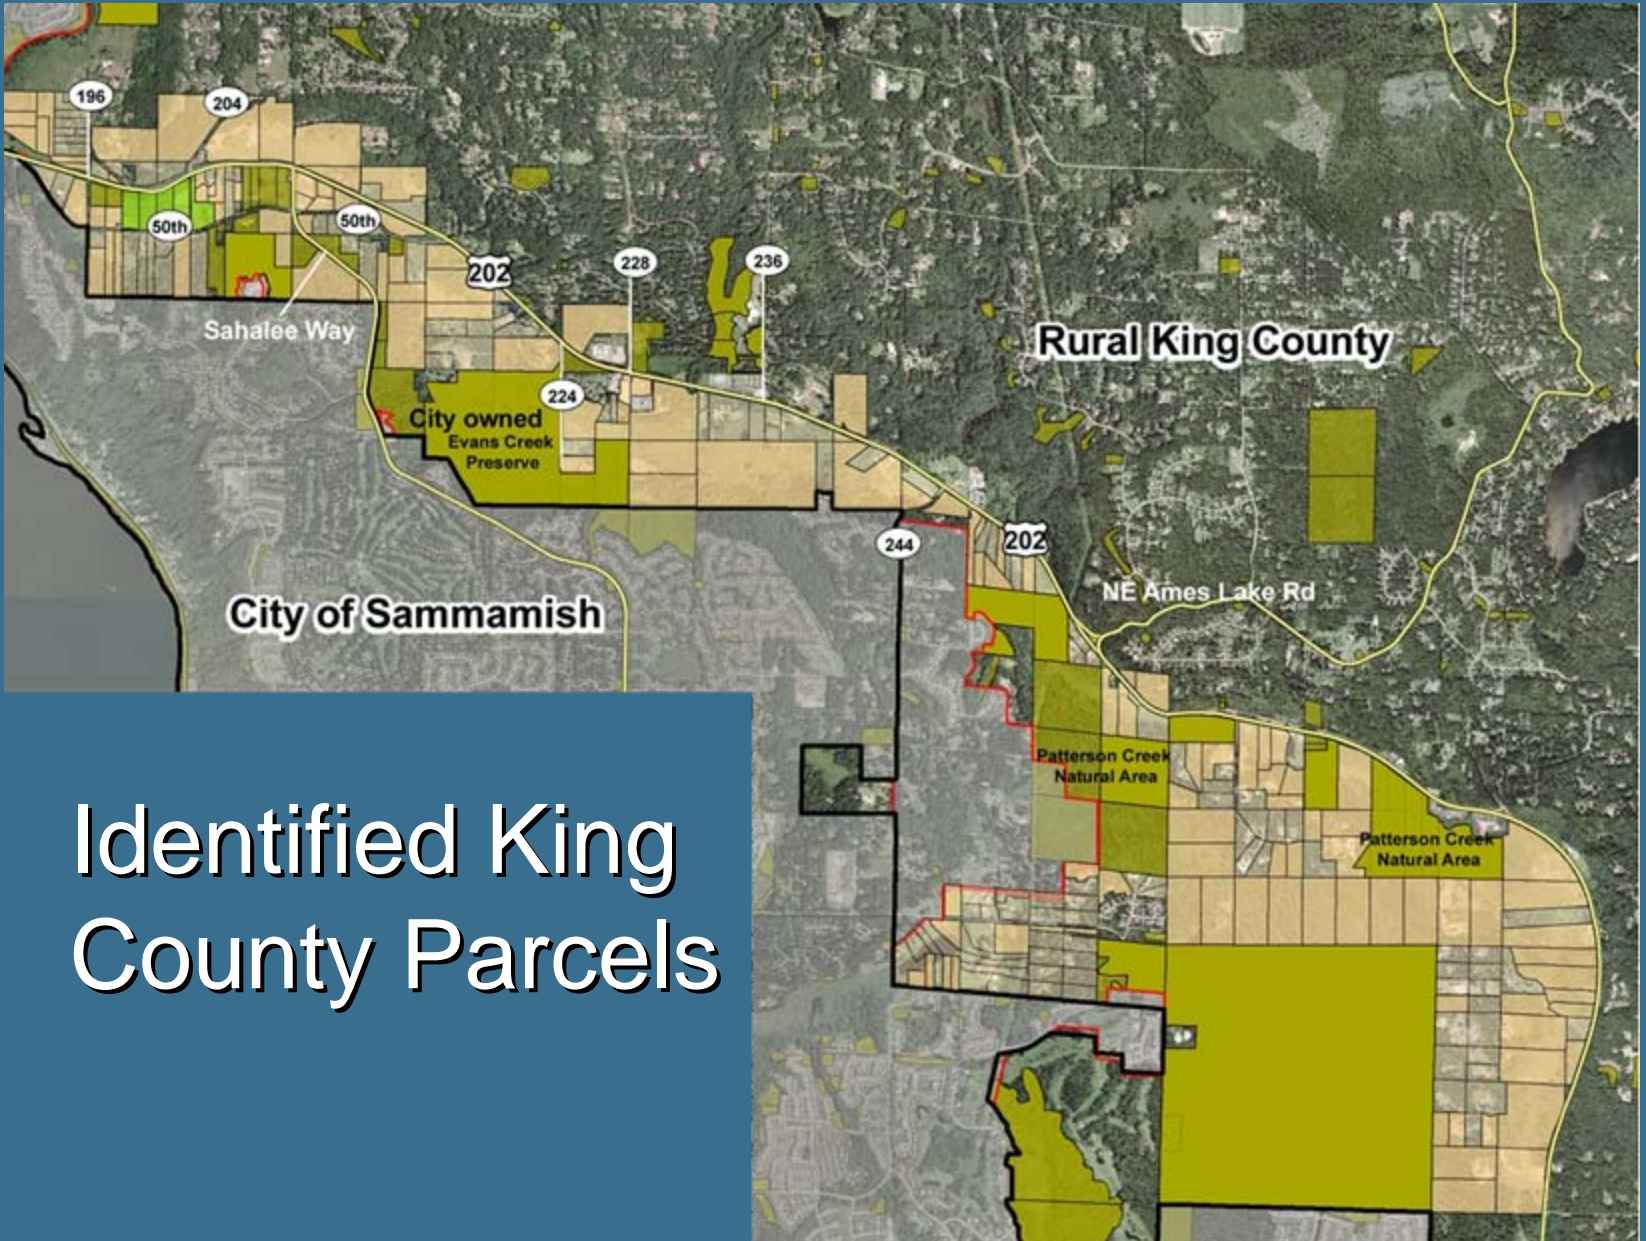 196
204
50th
50th
202
228
236
Sahalee Way
Rural King County
224
City owned
Evans Creek
Preserve
244
202
NE Ames Lake Rd
City of Sammamish
Patterson Creek
Natural Area
Patterson Creek
Natural Area
Identified King
County Parcels